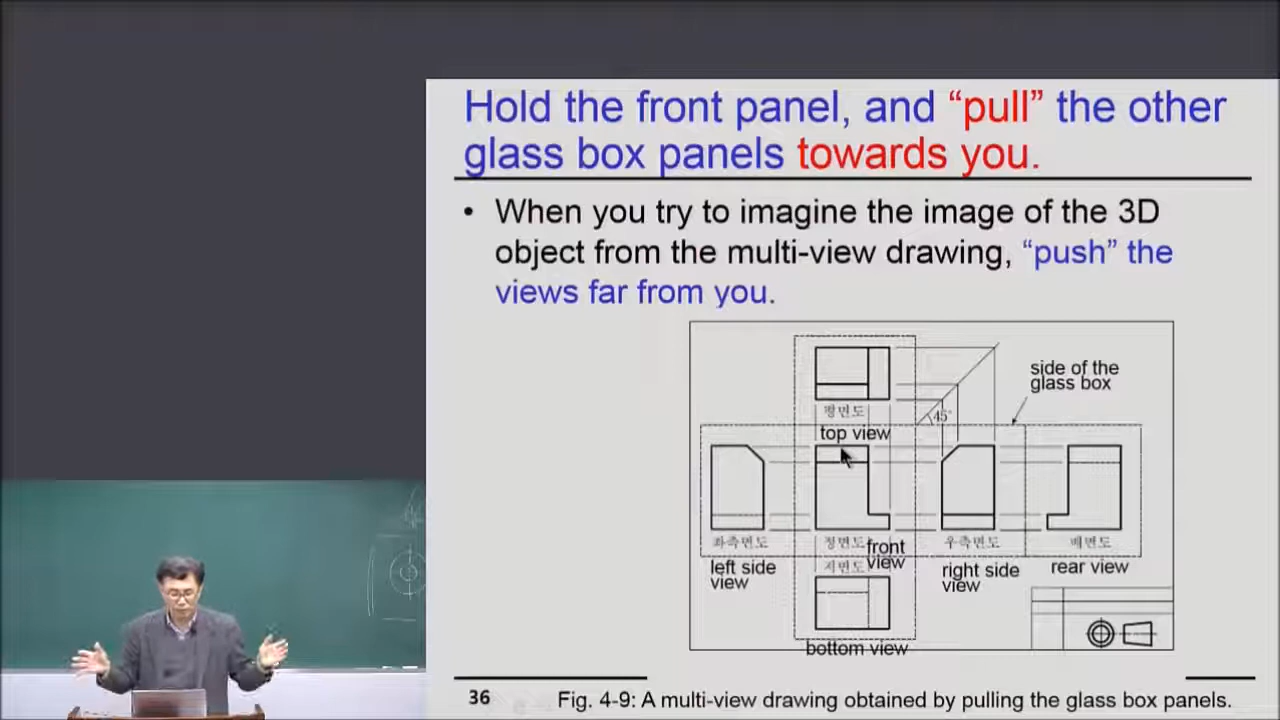 Hold the front panel, and “pull” the other
glass box panels towards you.
• When you try to imagine the image of the 3D
object from the multi-view drawing, “push” the
views far from you.
side of the
glass box
평면도
45°
top view
좌측면도
정면도
우측면도
배면도
front
view
left side
view
저면도
right side
view
rear view
bottom view
36
Fig. 4-9: A multi-view drawing obtained by pulling the glass box panels.